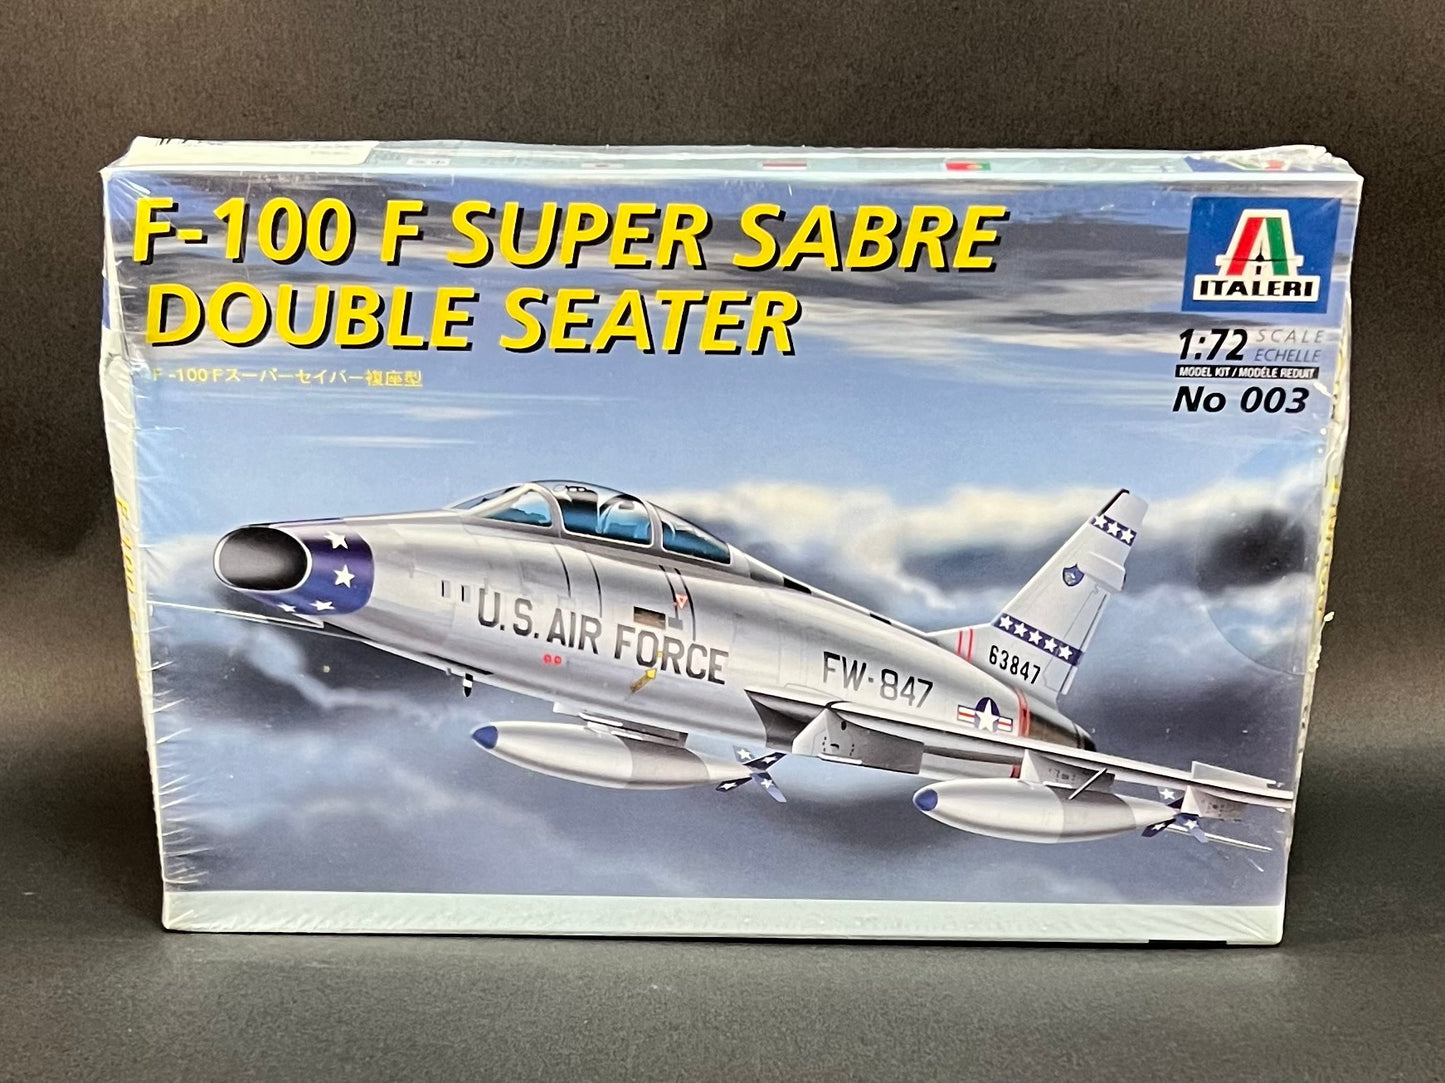 F-100 F SUPER SABRE
DOUBLE SEATER
F-100Fスーパーセイバー複座型
ITALERI
1:72 SCALE
ECHELLE
MODEL KIT / MODÈLE REDUIT
No 003
U.S. AIR FORCE
FW-847
63847